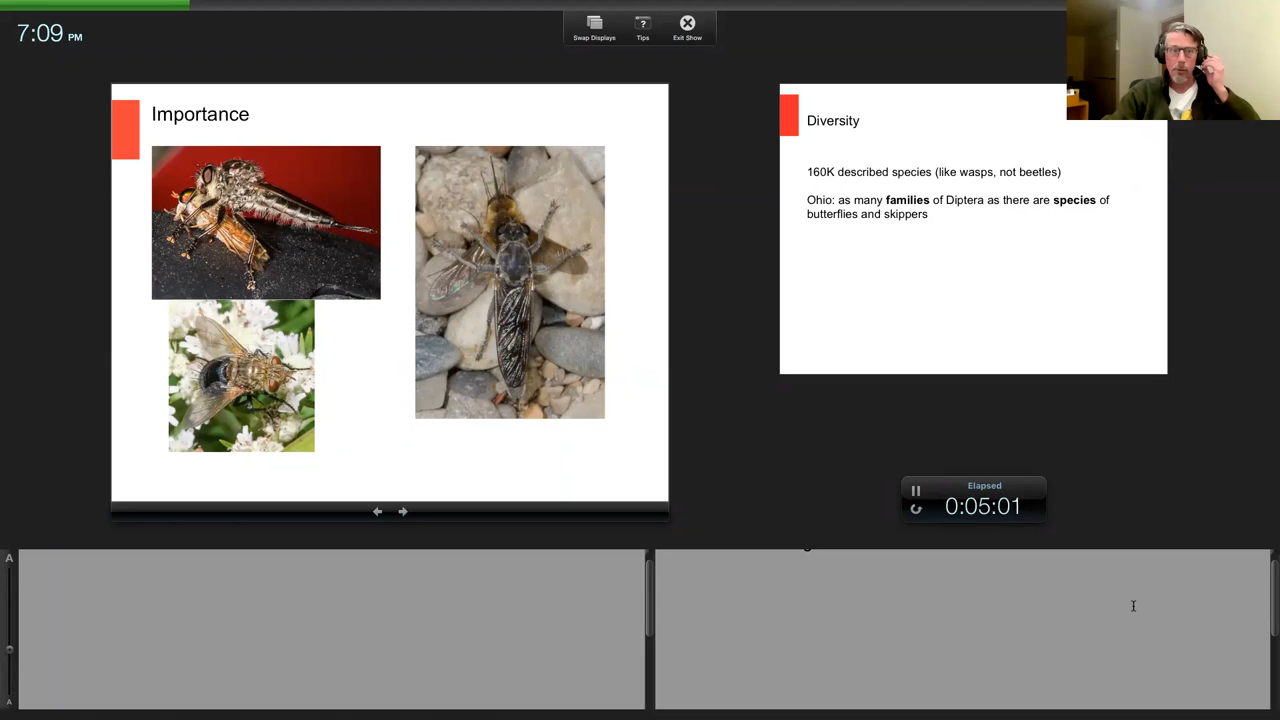 7:09 PM
Swap Displays
Tips
Exit Show
Importance
Diversity
160K described species (like wasps, not beetles)
Ohio: as many families of Diptera as there are species of
butterflies and skippers
Elapsed
0:05:01
A
A